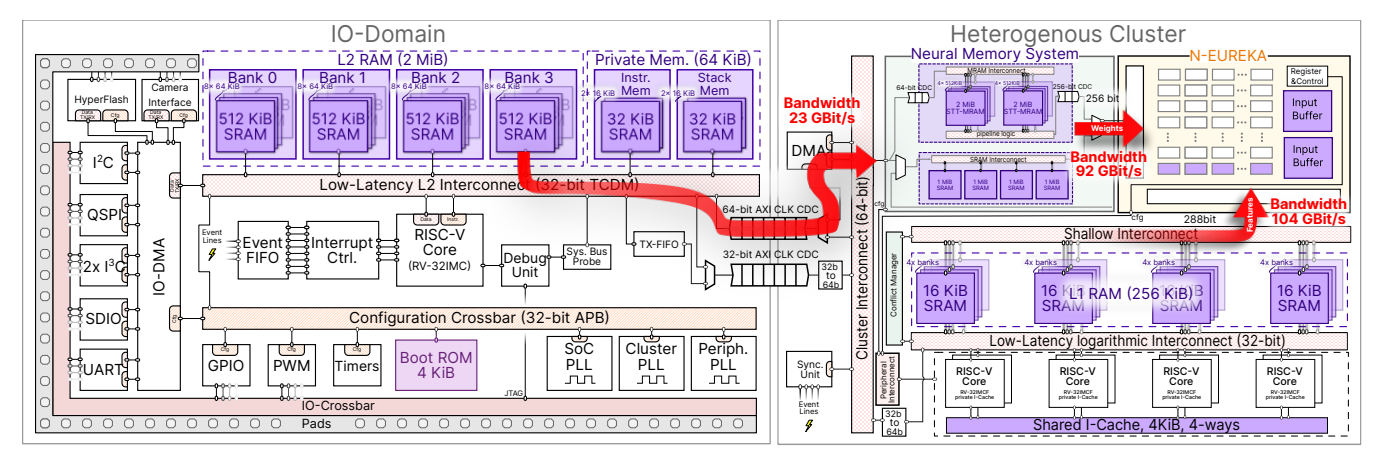 IO-Domain
L2 RAM (2 MiB)
Private Mem. (64 KiB)
Bank 0
Bank 1
Bank 2
Bank 3
Instr.
Mem
Stack
Mem
8× 64 KiB
8× 64 KiB
8× 64 KiB
8× 64 KiB
2× 16 KiB
2× 16 KiB
512 KiB
SRAM
512 KiB
SRAM
512 KiB
SRAM
512 KiB
SRAM
32 KiB
SRAM
32 KiB
SRAM
HyperFlash
Data
TX/RX
Cfg
Camera
Interface
Data
TX/RX
Cfg
I²C
QSPI
2x I³C
SDIO
UART
IO-DMA
Data
TX/RX
Cfg
Low-Latency L2 Interconnect (32-bit TCDM)
Event
Lines
Event
FIFO
Interrupt
Ctrl.
Data
Instr.
RISC-V
Core
(RV-32IMC)
Debug
Unit
Sys. Bus
Probe
TX-FIFO
64-bit AXI CLK CDC
32-bit AXI CLK CDC
32b
to
64b
Configuration Crossbar (32-bit APB)
Cfg
GPIO
Cfg
PWM
Cfg
Timers
Boot ROM
4 KiB
SoC
PLL
Cluster
PLL
Periph.
PLL
JTAG
IO-Crossbar
Pads
Heterogenous Cluster
Bandwidth
23 GBit/s
DMA
Cluster Interconnect (64-bit)
Sync.
Unit
Event
Lines
Neural Memory System
MRAM Interconnect
64-bit CDC
4× 512KiB
4× 512KiB
2 MiB
STT-MRAM
2 MiB
STT-MRAM
pipeline logic
256-bit CDC
256 bit
SRAM Interconnect
1 MiB
SRAM
1 MiB
SRAM
1 MiB
SRAM
1 MiB
SRAM
Weights
Bandwidth
92 GBit/s
N-EUREKA
Register
&Control
Input
Buffer
Input
Buffer
cfg
cfg
288bit
Features
Bandwidth
104 GBit/s
Shallow Interconnect
Conflict Manager
4x banks
4x banks
4x banks
4x banks
16 KiB
SRAM
16 KiB
SRAM
16 KiB
SRAM
16 KiB
SRAM
L1 RAM (256 KiB)
Low-Latency logarithmic Interconnect (32-bit)
Peripheral
Interconnect
32b
to
64b
RISC-V
Core
RV-32IMCF
private I-Cache
RISC-V
Core
RV-32IMCF
private I-Cache
RISC-V
Core
RV-32IMCF
private I-Cache
RISC-V
Core
RV-32IMCF
private I-Cache
Shared I-Cache, 4KiB, 4-ways